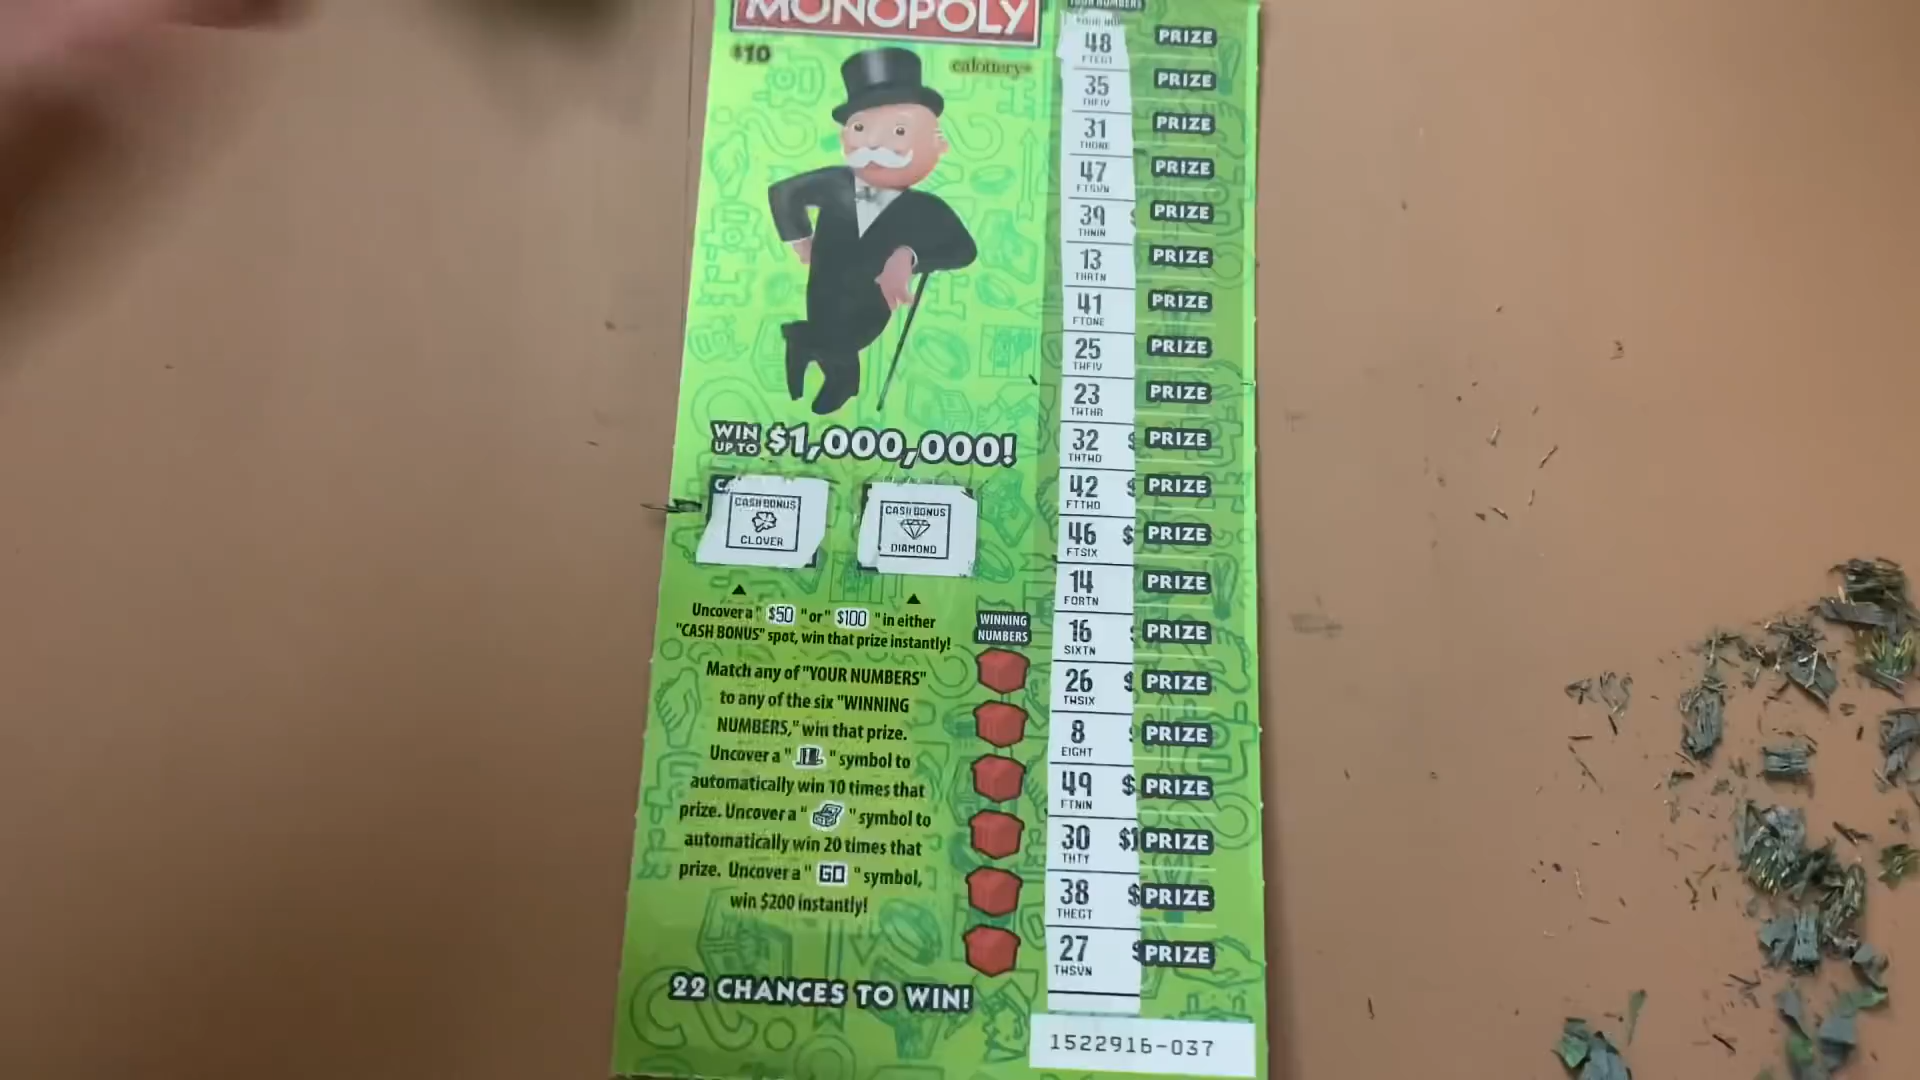 MONOPOLY
$10
calottery
WIN UP TO $1,000,000!
CASH BONUS
CLOVER
CASH BONUS
DIAMOND
Uncover a "$50" or "$100" in either
"CASH BONUS" spot, win that prize instantly!
Match any of "YOUR NUMBERS"
to any of the six "WINNING
NUMBERS," win that prize.
Uncover a " " symbol to
automatically win 10 times that
prize. Uncover a " " symbol to
automatically win 20 times that
prize. Uncover a "GO" symbol,
win $200 instantly!
22 CHANCES TO WIN!
WINNING
NUMBERS
YOUR NUMBERS
48 PRIZE
FTEGT
35 PRIZE
THFIV
31 PRIZE
THONE
47 PRIZE
FTSVN
39 PRIZE
THNIN
13 PRIZE
THRTN
41 PRIZE
FTONE
25 PRIZE
TWFIV
23 PRIZE
TWTHR
32 $ PRIZE
THTWO
42 $ PRIZE
FTTWO
46 $ PRIZE
FTSIX
14 PRIZE
FORTN
16 PRIZE
SIXTN
26 $ PRIZE
TWSIX
8 PRIZE
EIGHT
49 $ PRIZE
FTNIN
30 $1 PRIZE
THTY
38 $ PRIZE
THEGT
27 $ PRIZE
TWSVN
1522916-037